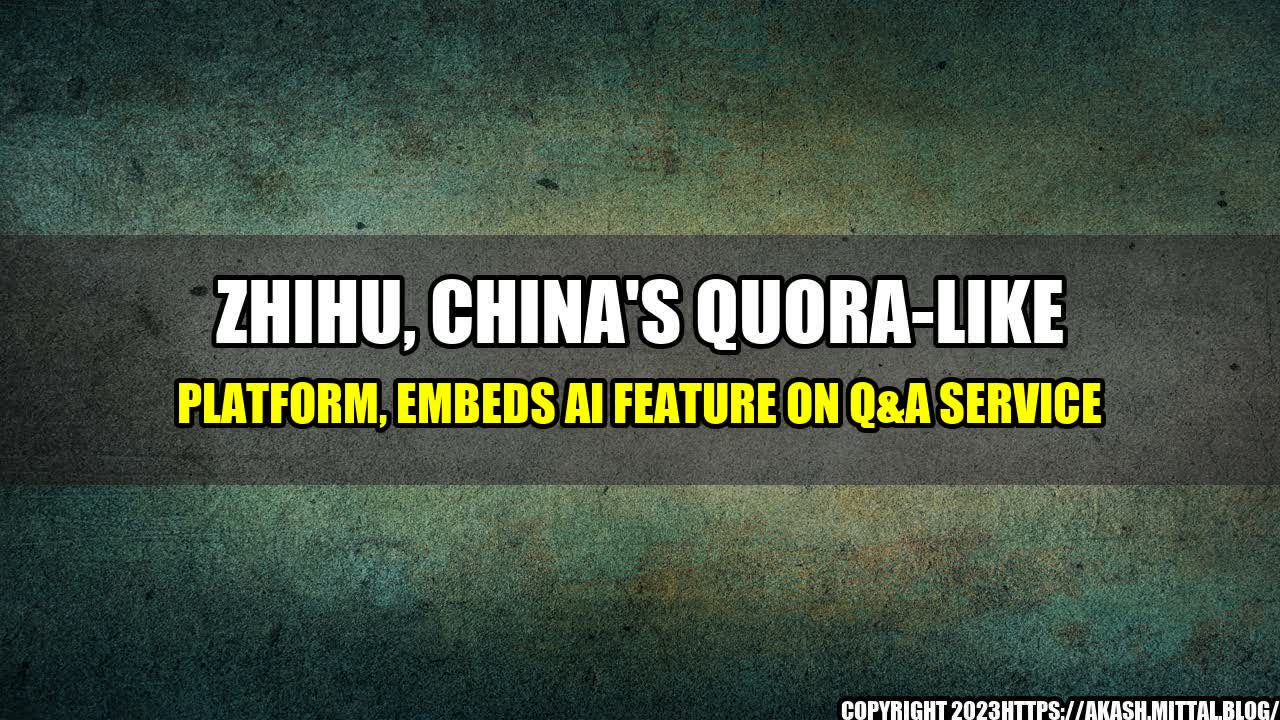 ZHIHU, CHINA'S QUORA-LIKE
PLATFORM, EMBEDS AI FEATURE ON Q&A SERVICE
COPYRIGHT 2023HTTPS://AKASH.MITTAL.BLOG/